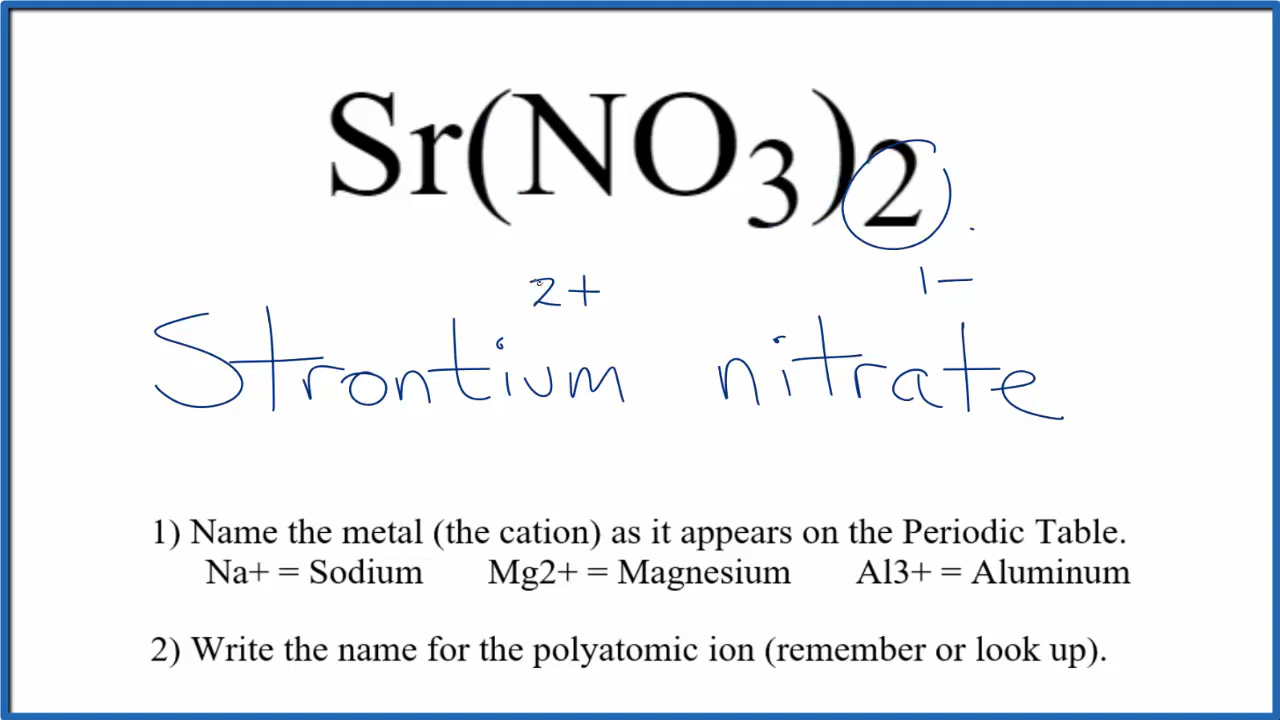 Sr(NO3)2
2+ 1-
Strontium nitrate
1) Name the metal (the cation) as it appears on the Periodic Table.
Na+ = Sodium Mg2+ = Magnesium Al3+ = Aluminum
2) Write the name for the polyatomic ion (remember or look up).